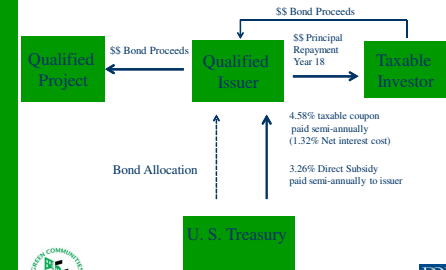 $$ Bond Proceeds
Qualified
Project
$$ Bond Proceeds
Qualified
Issuer
$$ Principal
Repayment
Year 18
Taxable
Investor
4.58% taxable coupon
paid semi-annually
(1.32% Net interest cost)
Bond Allocation
3.26% Direct Subsidy
paid semi-annually to issuer
U. S. Treasury
GREEN COMMUNITIES